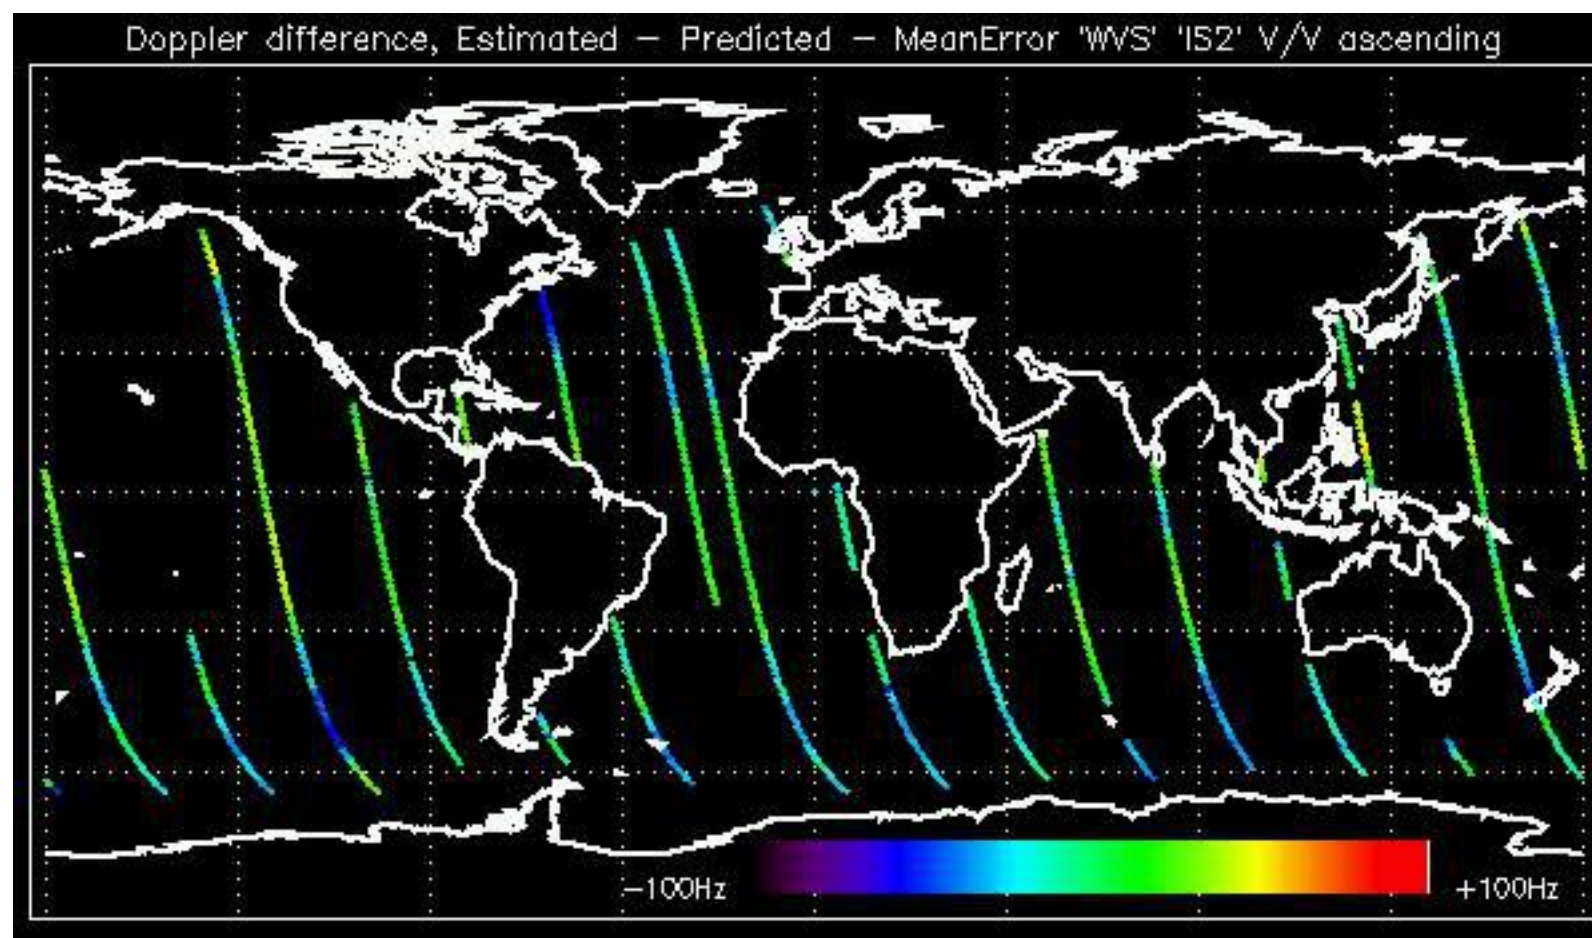 Doppler difference, Estimated – Predicted – MeanError 'WVS' 'IS2' V/V ascending
–100Hz
+100Hz